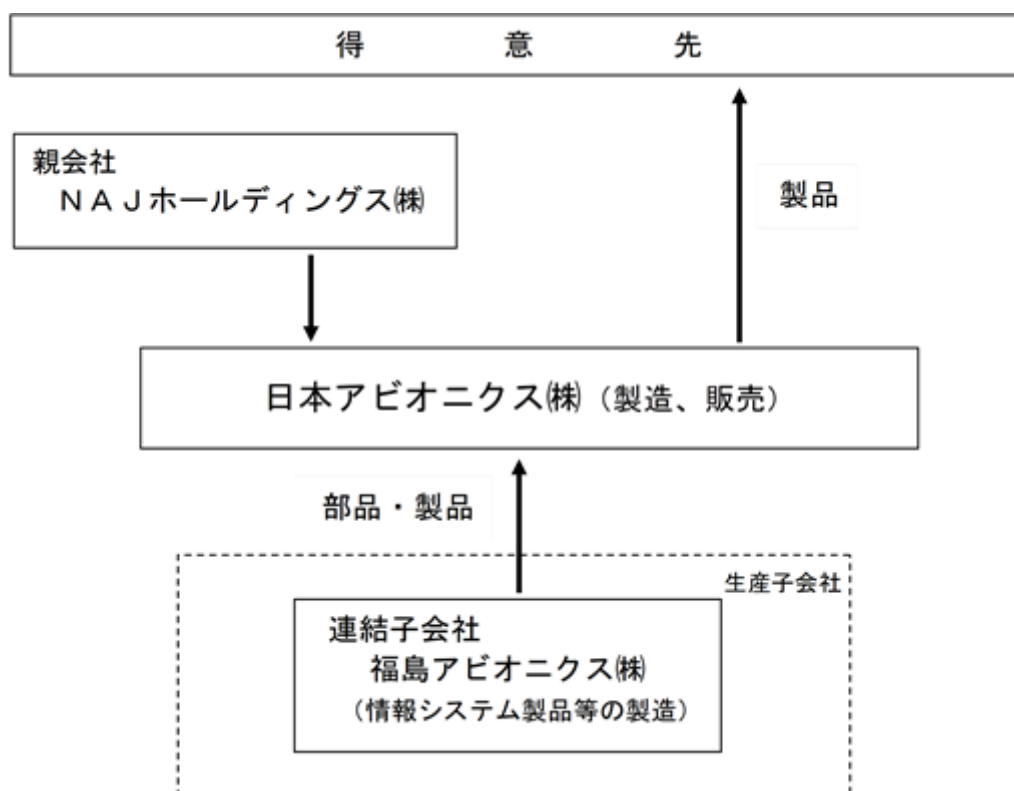 得意先
親会社
ＮＡＪホールディングス㈱
製品
日本アビオニクス㈱（製造、販売）
部品・製品
生産子会社
連結子会社
福島アビオニクス㈱
（情報システム製品等の製造）